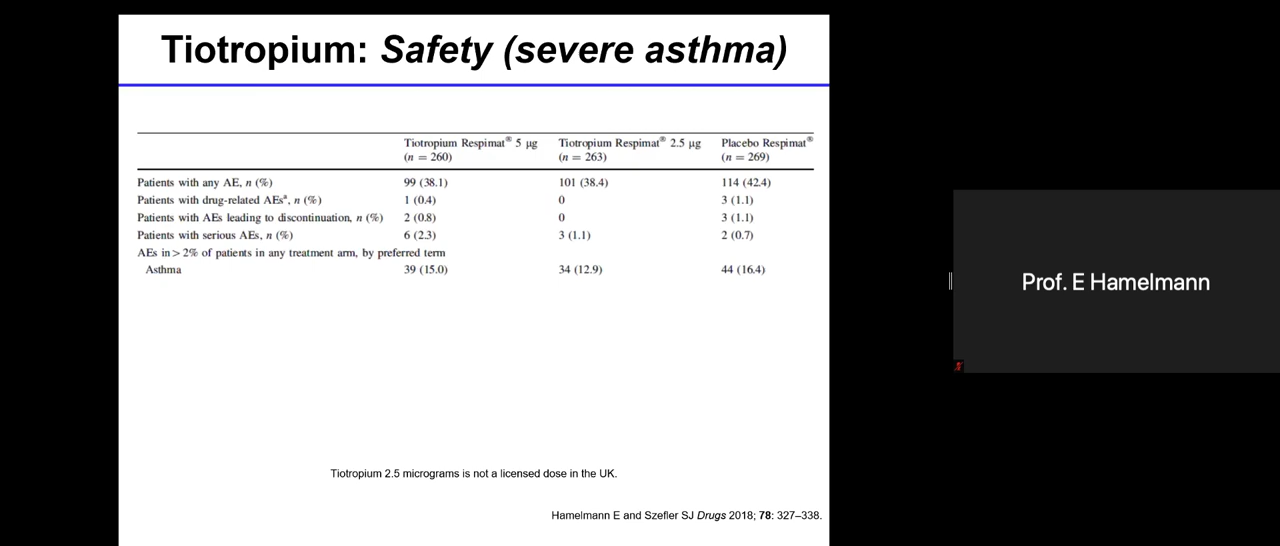 Tiotropium: Safety (severe asthma)
Tiotropium Respimat® 5 µg Tiotropium Respimat® 2.5 µg Placebo Respimat®
(n = 260) (n = 263) (n = 269)
Patients with any AE, n (%) 99 (38.1) 101 (38.4) 114 (42.4)
Patients with drug-related AEsᵃ, n (%) 1 (0.4) 0 3 (1.1)
Patients with AEs leading to discontinuation, n (%) 2 (0.8) 0 3 (1.1)
Patients with serious AEs, n (%) 6 (2.3) 3 (1.1) 2 (0.7)
AEs in > 2% of patients in any treatment arm, by preferred term
Asthma 39 (15.0) 34 (12.9) 44 (16.4)
Prof. E Hamelmann
Tiotropium 2.5 micrograms is not a licensed dose in the UK.
Hamelmann E and Szefler SJ Drugs 2018; 78: 327–338.